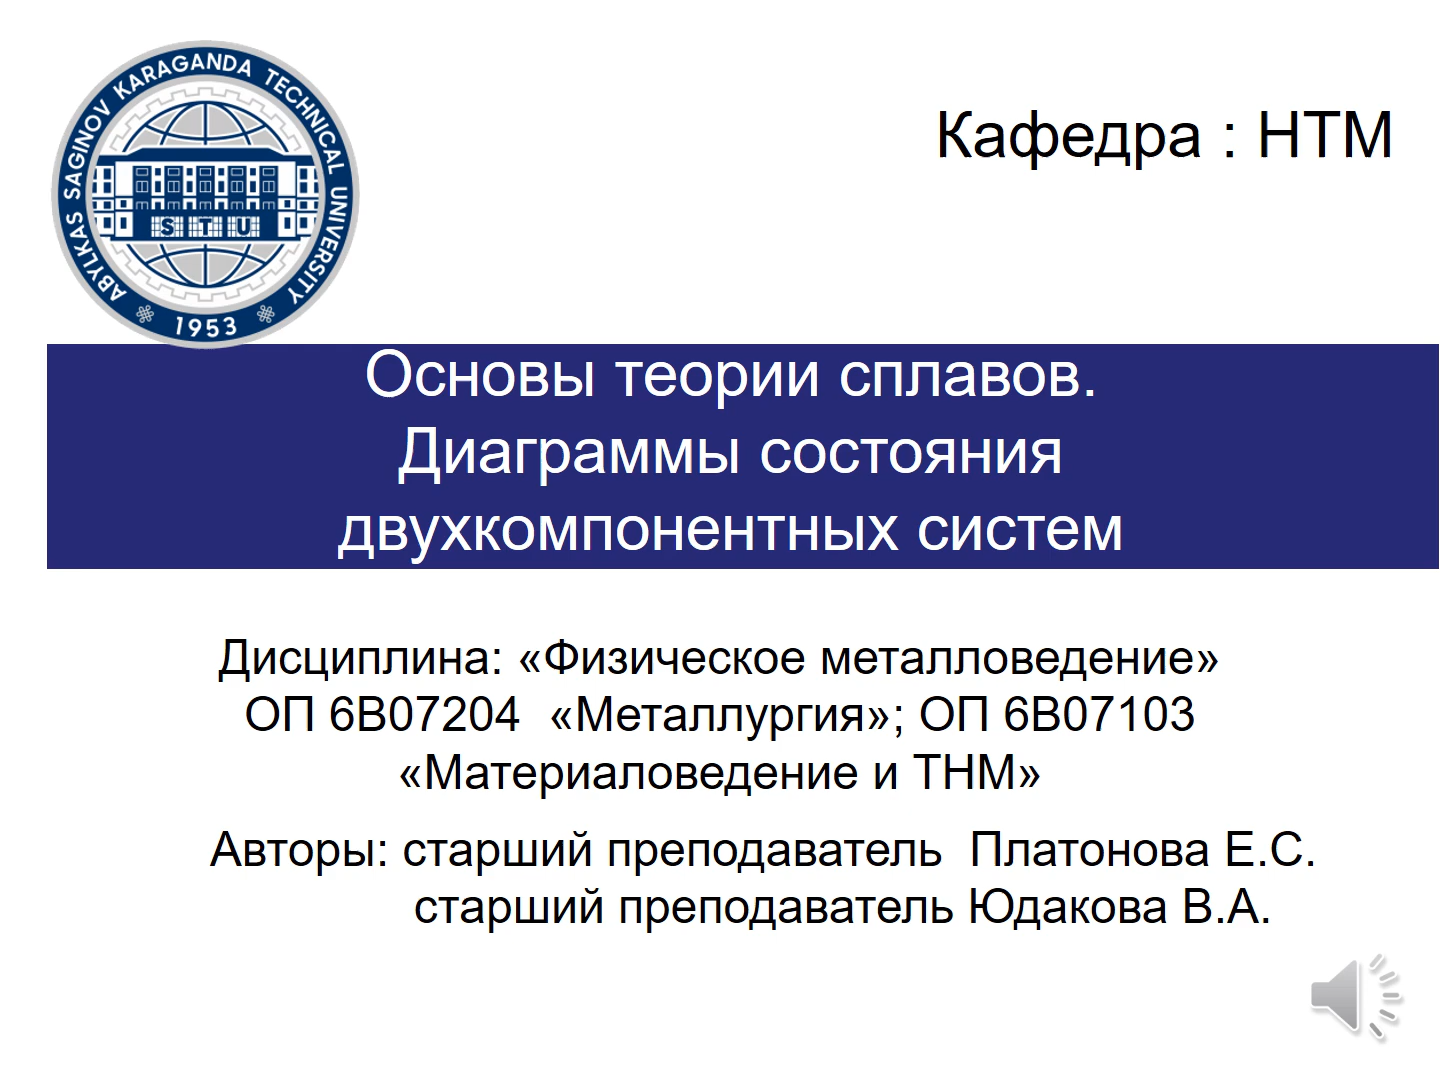 ABYLKAS SAGINOV KARAGANDA TECHNICAL UNIVERSITY
S T U
1953
Кафедра : НТМ
Основы теории сплавов.
Диаграммы состояния
двухкомпонентных систем
Дисциплина: «Физическое металловедение»
ОП 6В07204 «Металлургия»; ОП 6В07103
«Материаловедение и ТНМ»
Авторы: старший преподаватель Платонова Е.С.
старший преподаватель Юдакова В.А.